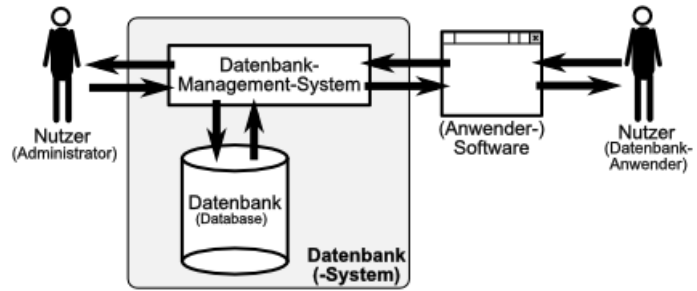 Datenbank-
Management-System
Nutzer
(Administrator)
(Anwender-)
Software
Nutzer
(Datenbank-
Anwender)
Datenbank
(Database)
Datenbank
(-System)